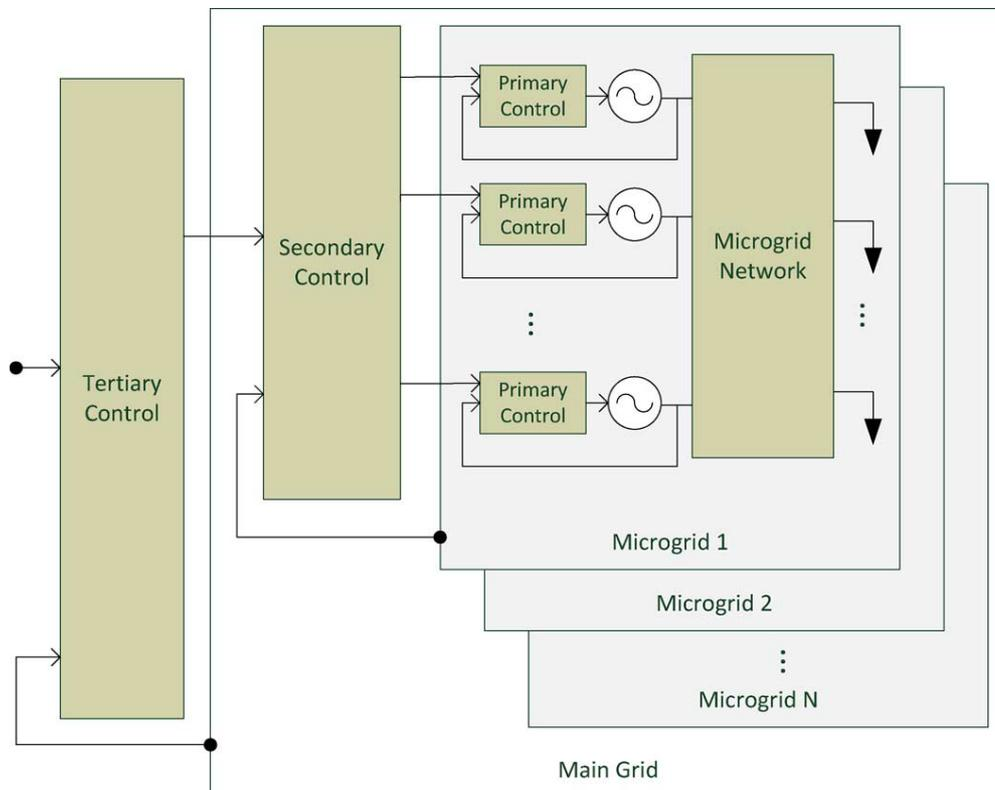 Tertiary
Control
Secondary
Control
Primary
Control
Primary
Control
⋮
Primary
Control
Microgrid
Network
⋮
Microgrid 1
Microgrid 2
⋮
Microgrid N
Main Grid